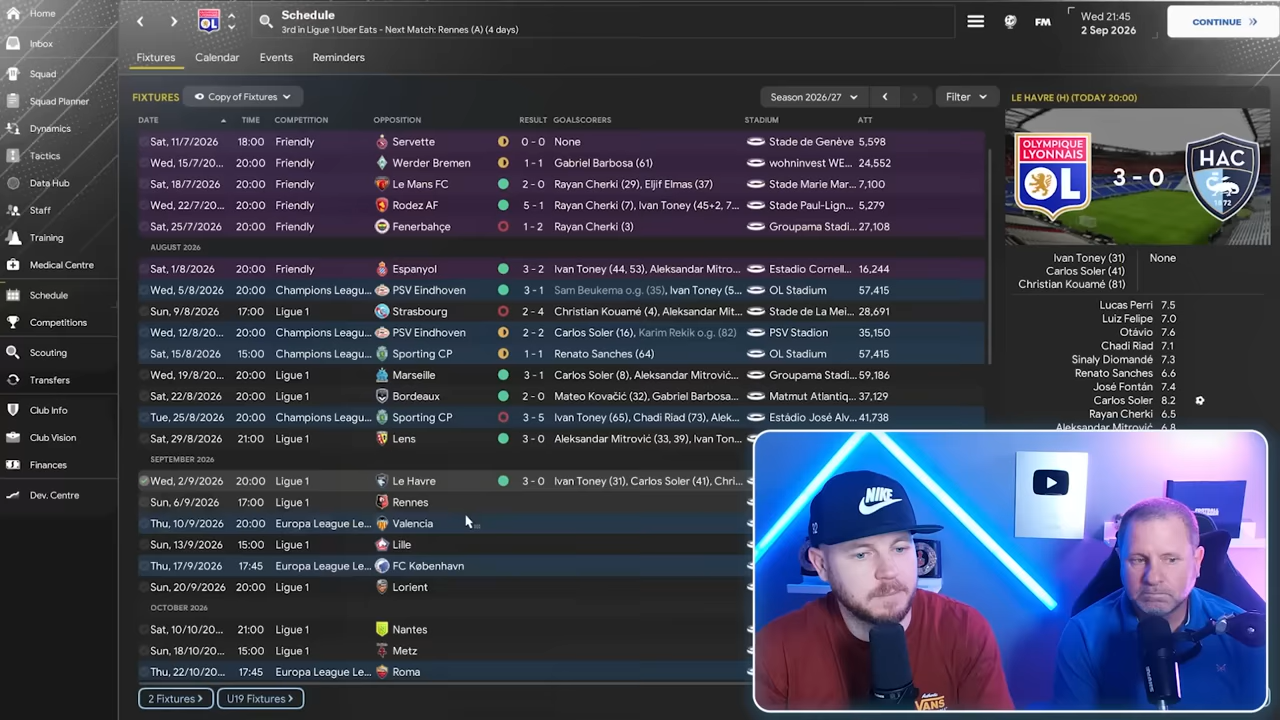 Home
Inbox
Squad
Squad Planner
Dynamics
Tactics
Data Hub
Staff
Training
Medical Centre
Schedule
Competitions
Scouting
Transfers
Club Info
Club Vision
Finances
Dev. Centre
OL
Schedule
3rd in Ligue 1 Uber Eats - Next Match: Rennes (A) (4 days)
FM
Wed 21:45
2 Sep 2026
CONTINUE
Fixtures Calendar Events Reminders
FIXTURES Copy of Fixtures Season 2026/27 Filter
DATE TIME COMPETITION OPPOSITION RESULT GOALSCORERS STADIUM ATT
Sat, 11/7/2026 18:00 Friendly Servette 0 - 0 None Stade de Genève 5,598
Wed, 15/7/20... 20:00 Friendly Werder Bremen 1 - 1 Gabriel Barbosa (61) wohninvest WE... 24,552
Sat, 18/7/2026 20:00 Friendly Le Mans FC 2 - 0 Rayan Cherki (29), Eljif Elmas (37) Stade Marie Mar... 7,100
Wed, 22/7/20... 20:00 Friendly Rodez AF 5 - 1 Rayan Cherki (7), Ivan Toney (45+2, 7... Stade Paul-Lign... 5,279
Sat, 25/7/2026 20:00 Friendly Fenerbahçe 1 - 2 Rayan Cherki (3) Groupama Stadi... 27,108
AUGUST 2026
Sat, 1/8/2026 20:00 Friendly Espanyol 3 - 2 Ivan Toney (44, 53), Aleksandar Mitro... Estadio Cornell... 16,244
Wed, 5/8/2026 20:00 Champions Leagu... PSV Eindhoven 3 - 1 Sam Beukema o.g. (35), Ivan Toney (5... OL Stadium 57,415
Sun, 9/8/2026 17:00 Ligue 1 Strasbourg 2 - 4 Christian Kouamé (4), Aleksandar Mit... Stade de La Mei... 28,691
Wed, 12/8/20... 20:00 Champions Leagu... PSV Eindhoven 2 - 2 Carlos Soler (16), Karim Rekik o.g. (82) PSV Stadion 35,150
Sat, 15/8/2026 15:00 Champions Leagu... Sporting CP 1 - 1 Renato Sanches (64) OL Stadium 57,415
Wed, 19/8/20... 20:00 Ligue 1 Marseille 3 - 1 Carlos Soler (8), Aleksandar Mitrović... Groupama Stadi... 59,186
Sat, 22/8/2026 20:00 Ligue 1 Bordeaux 2 - 0 Mateo Kovačić (32), Gabriel Barbosa... Matmut Atlantiq... 37,129
Tue, 25/8/2026 20:00 Champions Leagu... Sporting CP 3 - 5 Ivan Toney (65), Chadi Riad (73), Alek... Estádio José Alv... 41,738
Sat, 29/8/2026 21:00 Ligue 1 Lens 3 - 0 Aleksandar Mitrović (33, 39), Ivan Ton...
SEPTEMBER 2026
Wed, 2/9/2026 20:00 Ligue 1 Le Havre 3 - 0 Ivan Toney (31), Carlos Soler (41), Chri...
Sun, 6/9/2026 17:00 Ligue 1 Rennes
Thu, 10/9/2026 20:00 Europa League Le... Valencia
Sun, 13/9/2026 15:00 Ligue 1 Lille
Thu, 17/9/2026 17:45 Europa League Le... FC København
Sun, 20/9/2026 20:00 Ligue 1 Lorient
OCTOBER 2026
Sat, 10/10/20... 21:00 Ligue 1 Nantes
Sun, 18/10/20... 15:00 Ligue 1 Metz
Thu, 22/10/20... 17:45 Europa League Le... Roma
2 Fixtures U19 Fixtures
LE HAVRE (H) (TODAY 20:00)
OLYMPIQUE
LYONNAIS
OL
3 - 0
HAC
1872
Ivan Toney (31) None
Carlos Soler (41)
Christian Kouamé (81)
Lucas Perri 7.5
Luiz Felipe 7.0
Otávio 7.6
Chadi Riad 7.1
Sinaly Diomandé 7.3
Renato Sanches 6.6
José Fontán 7.4
Carlos Soler 8.2
Rayan Cherki 6.5
Aleksandar Mitrović 6.8
NIKE
FOOTBALL
VANS